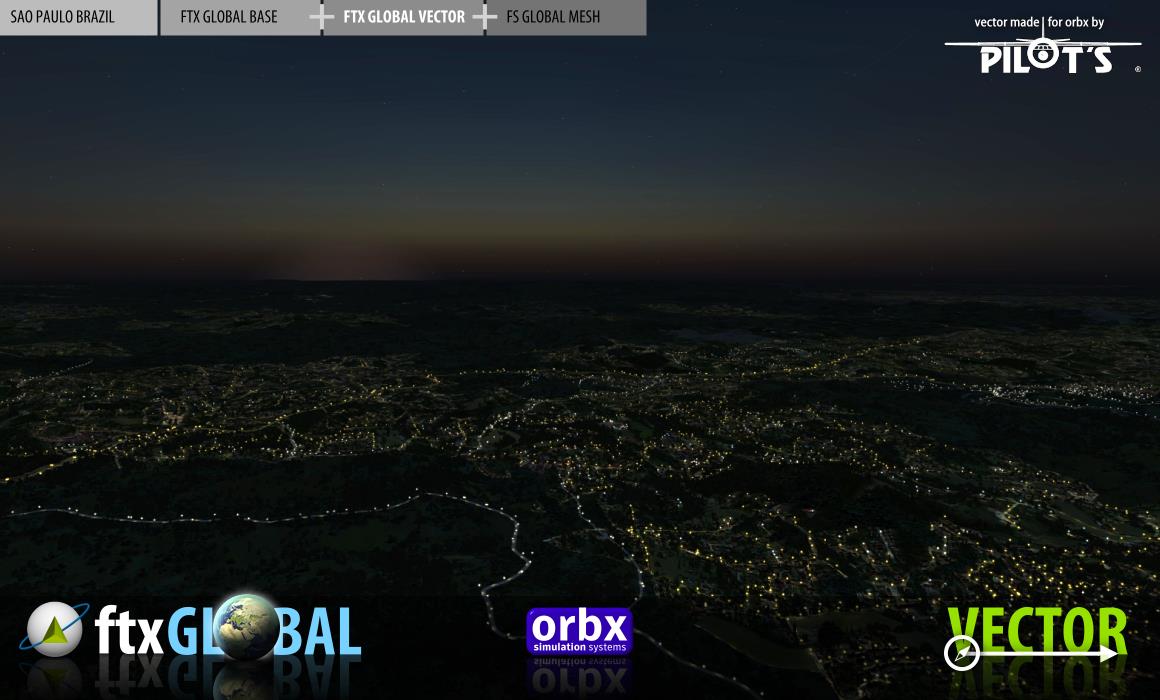 SAO PAULO BRAZIL
FTX GLOBAL BASE + FTX GLOBAL VECTOR + FS GLOBAL MESH
vector made for orbx by
PILOT'S
®
ftxGLOBAL
orbx
simulation systems
VECTOR